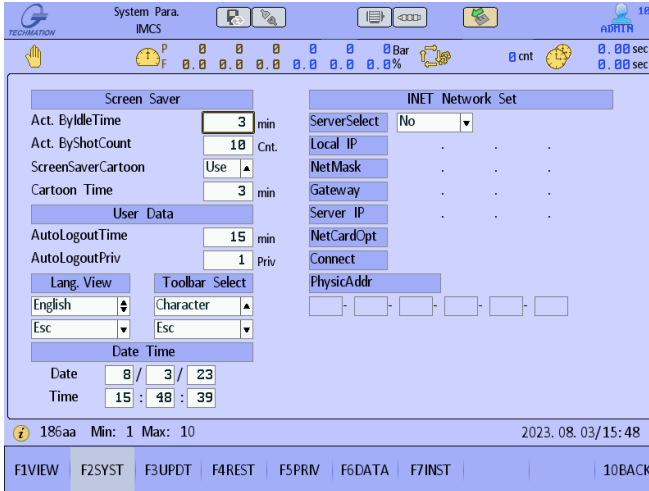 TECHMATION
System Para.
IMCS
ADMIN 10
P 0 0 0 0 0 0 Bar
F 0.0 0.0 0.0 0.0 0.0 0.0 %
0 cnt
0.00 sec
0.00 sec
Screen Saver
Act. ByIdleTime 3 min
Act. ByShotCount 10 Cnt.
ScreenSaverCartoon Use
Cartoon Time 3 min
User Data
AutoLogoutTime 15 min
AutoLogoutPriv 1 Priv
Lang. View Toolbar Select
English Character
Esc Esc
Date Time
Date 8 / 3 / 23
Time 15 : 48 : 39
INET Network Set
ServerSelect No
Local IP . . .
NetMask . . .
Gateway . . .
Server IP . . .
NetCardOpt
Connect
PhysicAddr
- - - - -
i 186aa Min: 1 Max: 10 2023. 08. 03/15:48
F1VIEW F2SYST F3UPDT F4REST F5PRIV F6DATA F7INST 10BACK